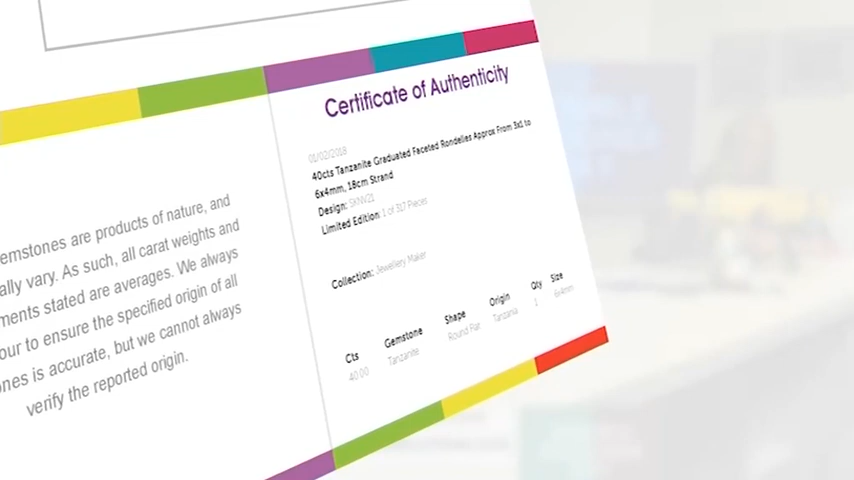 emstones are products of nature, and
ally vary. As such, all carat weights and
ments stated are averages. We always
our to ensure the specified origin of all
ones is accurate, but we cannot always
verify the reported origin.
Certificate of Authenticity
01/02/2018
40cts Tanzanite Graduated Faceted Rondelles Approx From 3x1 to
6x4mm, 18cm Strand
Design: SKNV21
Limited Edition: 1 of 317 Pieces
Collection: Jewellery Maker
Cts Gemstone Shape Origin Qty Size
40.00 Tanzanite Round Flat Tanzania 1 6x4mm